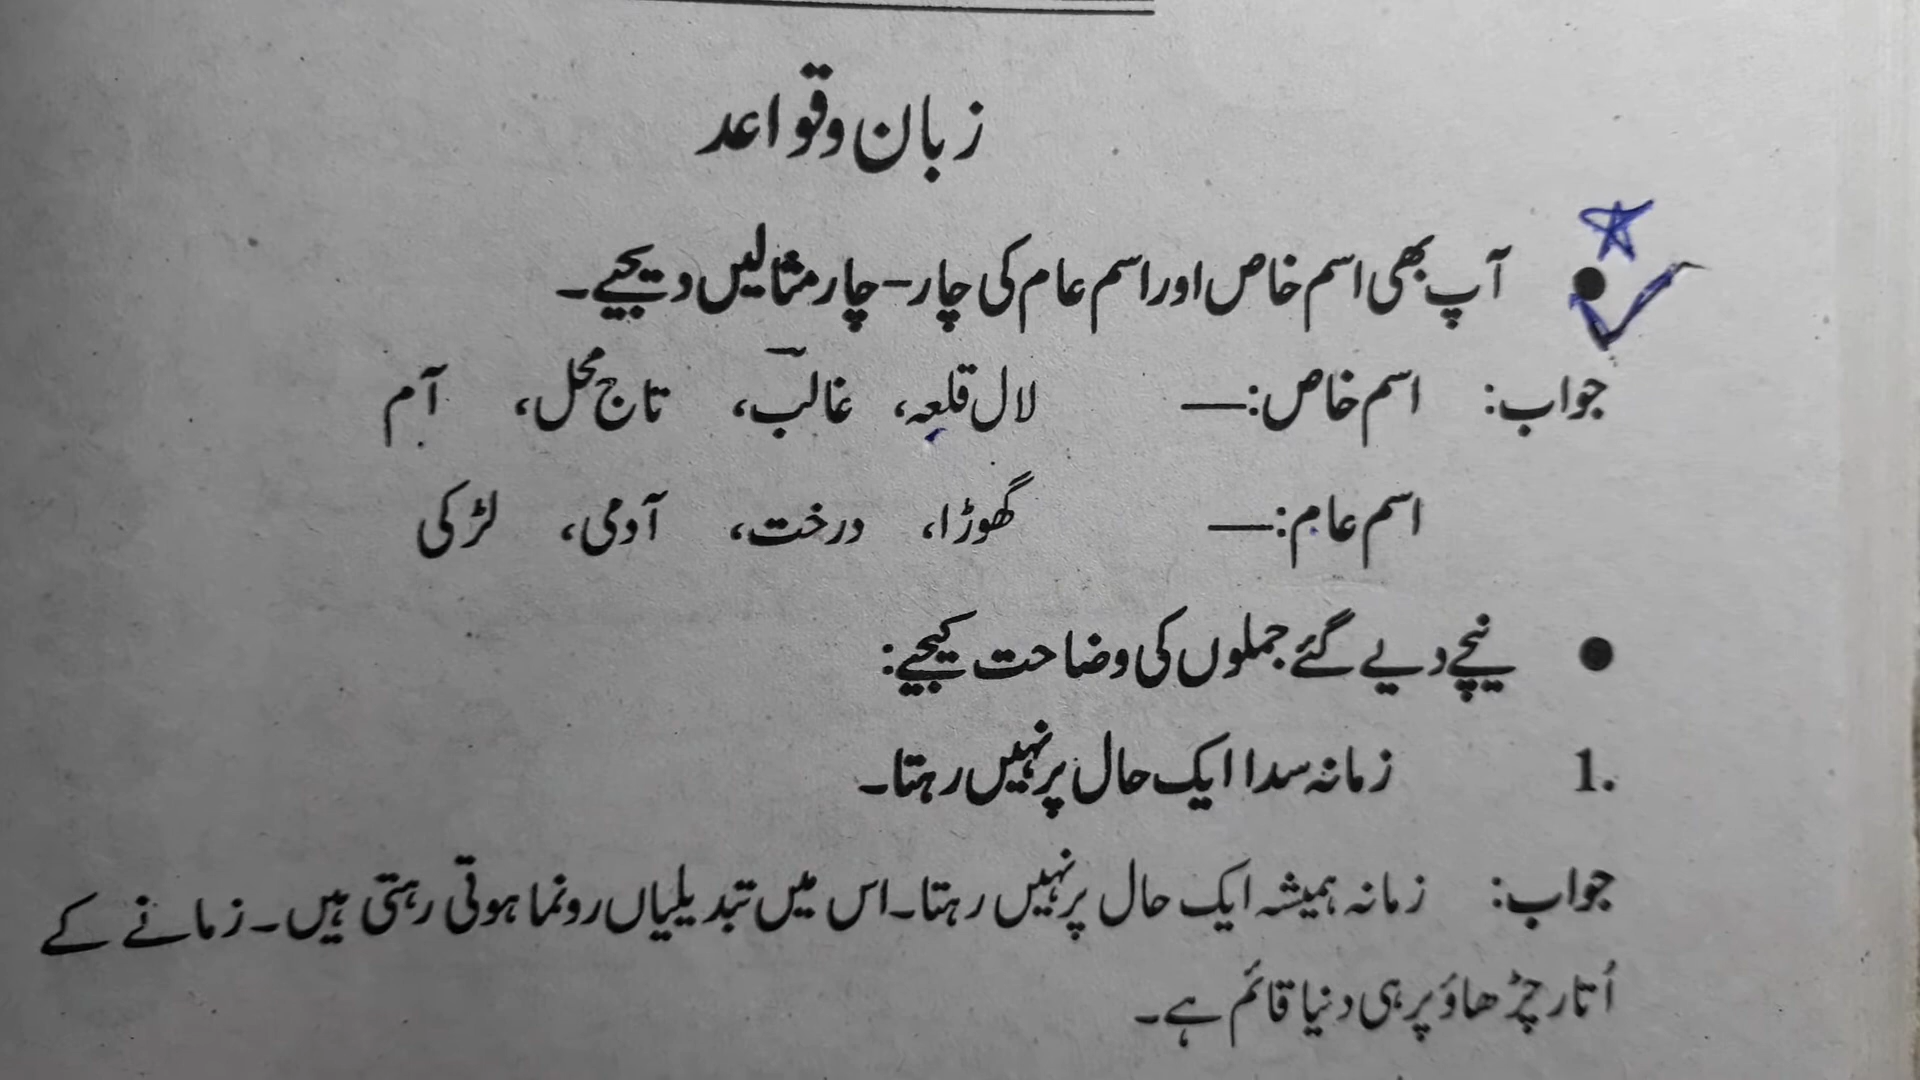 زبان و قواعد
● آپ بھی اسم خاص اور اسم عام کی چار-چار مثالیں دیجیے۔
جواب: اسم خاص:— لال قلعہ، غالب، تاج محل، آم
اسم عام:— گھوڑا، درخت، آدمی، لڑکی
● نیچے دیے گئے جملوں کی وضاحت کیجیے:
1. زمانہ سدا ایک حال پر نہیں رہتا۔
جواب: زمانہ ہمیشہ ایک حال پر نہیں رہتا۔ اس میں تبدیلیاں رونما ہوتی رہتی ہیں۔ زمانے کے
اُتار چڑھاؤ پر ہی دنیا قائم ہے۔